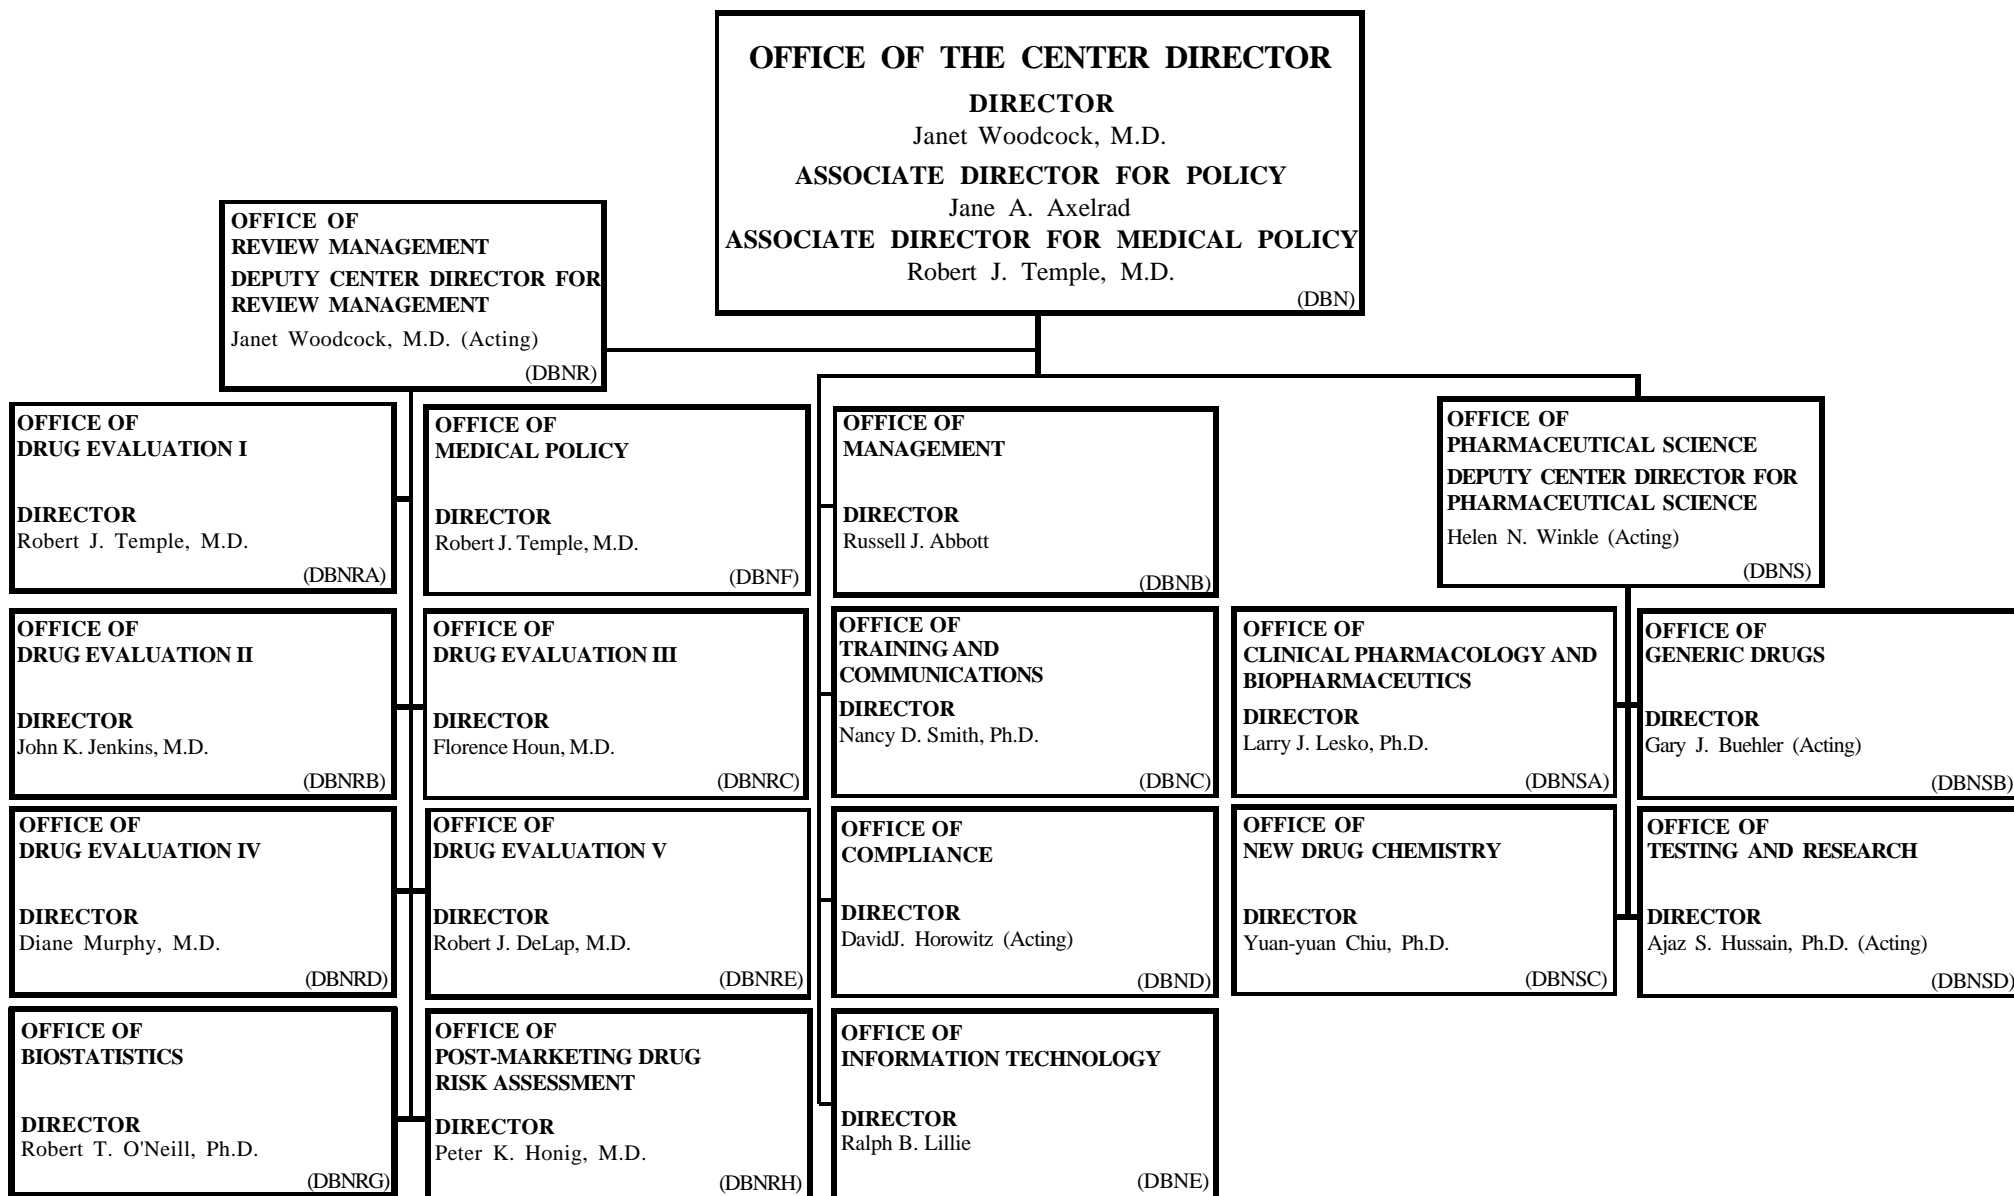 OFFICE OF THE CENTER DIRECTOR
DIRECTOR
Janet Woodcock, M.D.
ASSOCIATE DIRECTOR FOR POLICY
Jane A. Axelrad
ASSOCIATE DIRECTOR FOR MEDICAL POLICY
Robert J. Temple, M.D.
(DBN)
OFFICE OF
REVIEW MANAGEMENT
DEPUTY CENTER DIRECTOR FOR
REVIEW MANAGEMENT
Janet Woodcock, M.D. (Acting)
(DBNR)
OFFICE OF
DRUG EVALUATION I
DIRECTOR
Robert J. Temple, M.D.
(DBNRA)
OFFICE OF
MEDICAL POLICY
DIRECTOR
Robert J. Temple, M.D.
(DBNF)
OFFICE OF
MANAGEMENT
DIRECTOR
Russell J. Abbott
(DBNB)
OFFICE OF
PHARMACEUTICAL SCIENCE
DEPUTY CENTER DIRECTOR FOR
PHARMACEUTICAL SCIENCE
Helen N. Winkle (Acting)
(DBNS)
OFFICE OF
DRUG EVALUATION II
DIRECTOR
John K. Jenkins, M.D.
(DBNRB)
OFFICE OF
DRUG EVALUATION III
DIRECTOR
Florence Houn, M.D.
(DBNRC)
OFFICE OF
TRAINING AND
COMMUNICATIONS
DIRECTOR
Nancy D. Smith, Ph.D.
(DBNC)
OFFICE OF
CLINICAL PHARMACOLOGY AND
BIOPHARMACEUTICS
DIRECTOR
Larry J. Lesko, Ph.D.
(DBNSA)
OFFICE OF
GENERIC DRUGS
DIRECTOR
Gary J. Buehler (Acting)
(DBNSB)
OFFICE OF
DRUG EVALUATION IV
DIRECTOR
Diane Murphy, M.D.
(DBNRD)
OFFICE OF
DRUG EVALUATION V
DIRECTOR
Robert J. DeLap, M.D.
(DBNRE)
OFFICE OF
COMPLIANCE
DIRECTOR
DavidJ. Horowitz (Acting)
(DBND)
OFFICE OF
NEW DRUG CHEMISTRY
DIRECTOR
Yuan-yuan Chiu, Ph.D.
(DBNSC)
OFFICE OF
TESTING AND RESEARCH
DIRECTOR
Ajaz S. Hussain, Ph.D. (Acting)
(DBNSD)
OFFICE OF
BIOSTATISTICS
DIRECTOR
Robert T. O'Neill, Ph.D.
(DBNRG)
OFFICE OF
POST-MARKETING DRUG
RISK ASSESSMENT
DIRECTOR
Peter K. Honig, M.D.
(DBNRH)
OFFICE OF
INFORMATION TECHNOLOGY
DIRECTOR
Ralph B. Lillie
(DBNE)